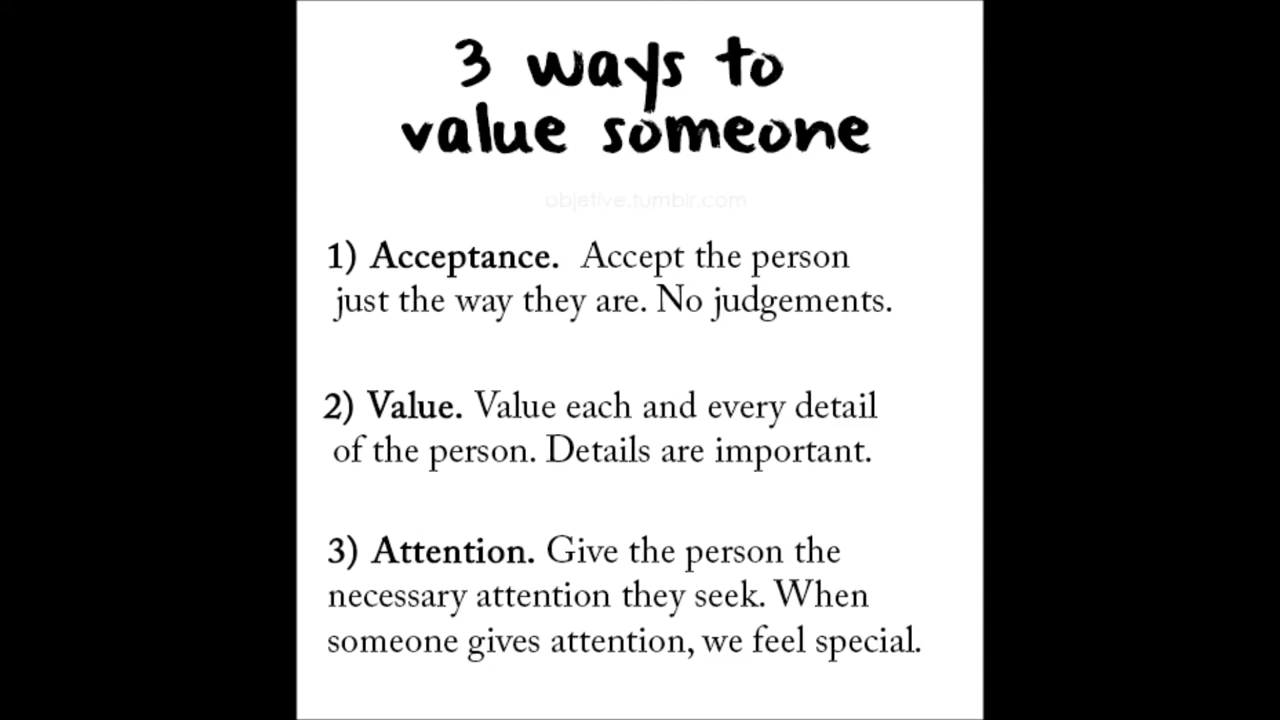 3 ways to
value someone
objetive.tumblr.com
1) Acceptance. Accept the person
just the way they are. No judgements.
2) Value. Value each and every detail
of the person. Details are important.
3) Attention. Give the person the
necessary attention they seek. When
someone gives attention, we feel special.